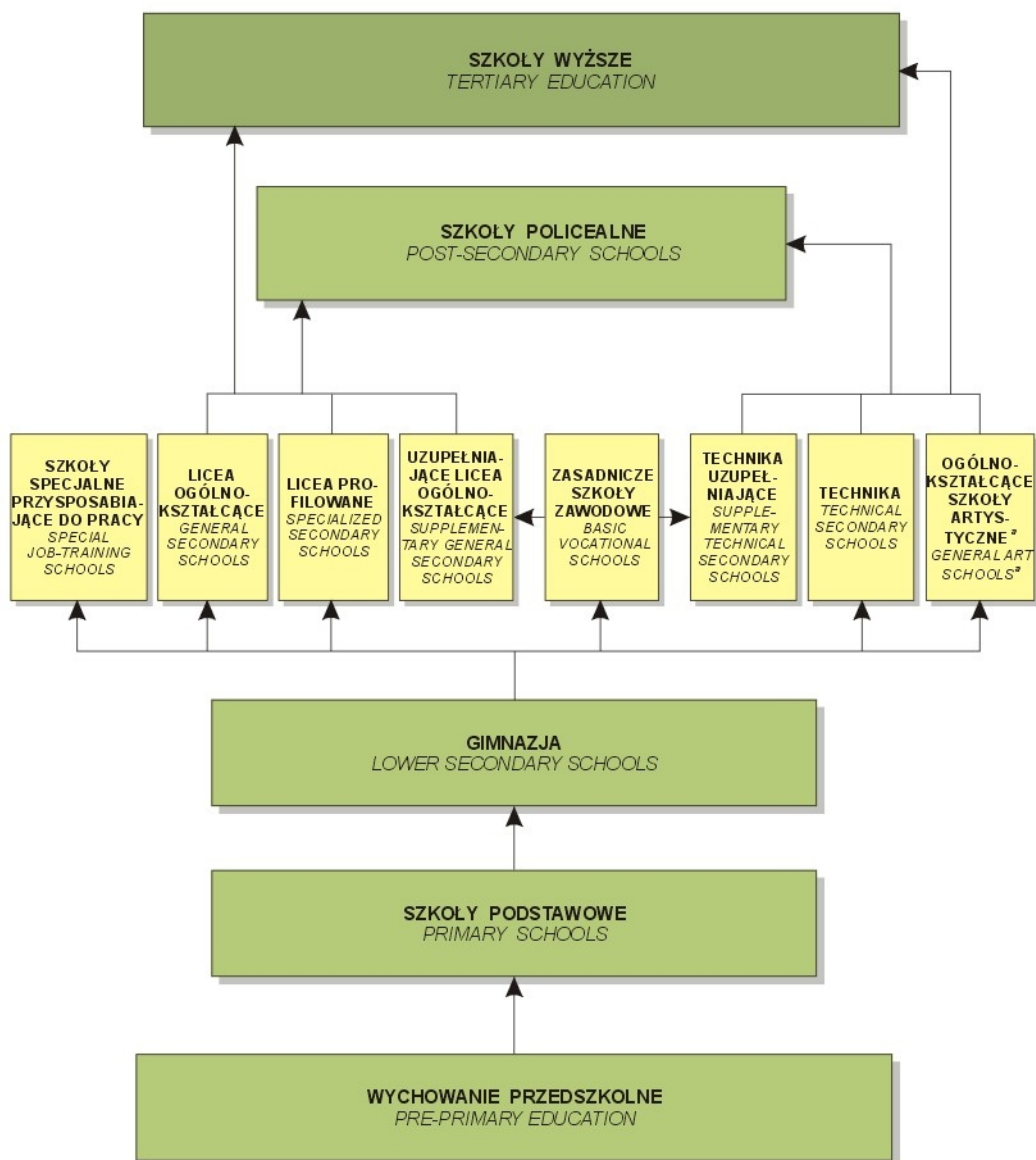 SZKOŁY WYŻSZE
TERTIARY EDUCATION
SZKOŁY POLICEALNE
POST-SECONDARY SCHOOLS
SZKOŁY
SPECJALNE
PRZYSPOSABIA-
JĄCE DO PRACY
SPECIAL
JOB-TRAINING
SCHOOLS
LICEA
OGÓLNO-
KSZTAŁCĄCE
GENERAL
SECONDARY
SCHOOLS
LICEA PRO-
FILOWANE
SPECIALIZED
SECONDARY
SCHOOLS
UZUPEŁNIA-
JĄCE LICEA
OGÓLNO-
KSZTAŁCĄCE
SUPPLEMEN-
TARY GENERAL
SECONDARY
SCHOOLS
ZASADNICZE
SZKOŁY
ZAWODOWE
BASIC
VOCATIONAL
SCHOOLS
TECHNIKA
UZUPEŁ-
NIAJĄCE
SUPPLE-
MENTARY
TECHNICAL
SECONDARY
SCHOOLS
TECHNIKA
TECHNICAL
SECONDARY
SCHOOLS
OGÓLNO-
KSZTAŁCĄCE
SZKOŁY
ARTYS-
TYCZNE a
GENERAL ART
SCHOOLS a
GIMNAZJA
LOWER SECONDARY SCHOOLS
SZKOŁY PODSTAWOWE
PRIMARY SCHOOLS
WYCHOWANIE PRZEDSZKOLNE
PRE-PRIMARY EDUCATION